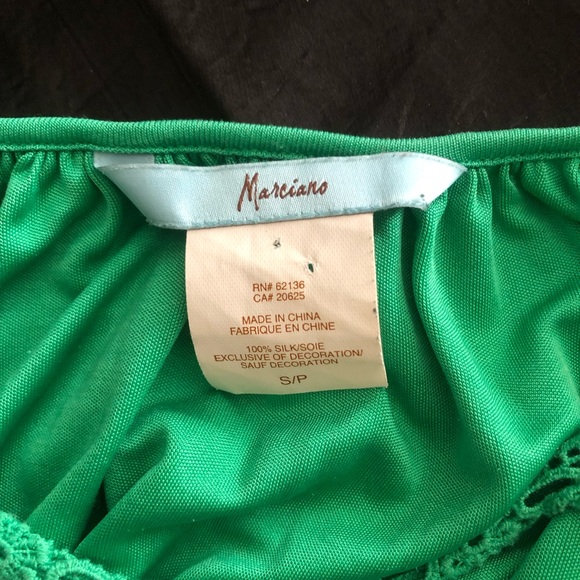 Marciano
RN# 62136
CA# 20625
MADE IN CHINA
FABRIQUE EN CHINE
100% SILK/SOIE
EXCLUSIVE OF DECORATION/
SAUF DECORATION
S/P